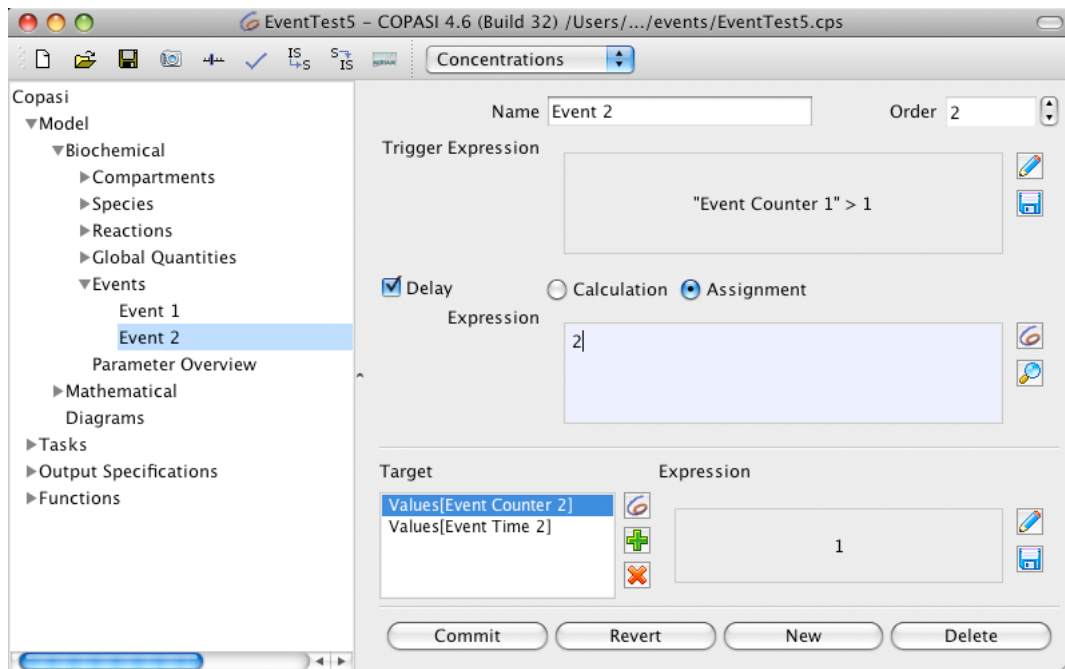 EventTest5 – COPASI 4.6 (Build 32) /Users/.../events/EventTest5.cps
Concentrations
Copasi
Model
Biochemical
Compartments
Species
Reactions
Global Quantities
Events
Event 1
Event 2
Parameter Overview
Mathematical
Diagrams
Tasks
Output Specifications
Functions
Name Event 2 Order 2
Trigger Expression
"Event Counter 1" > 1
Delay Calculation Assignment
Expression
2
Target Expression
Values[Event Counter 2]
Values[Event Time 2]
1
Commit Revert New Delete